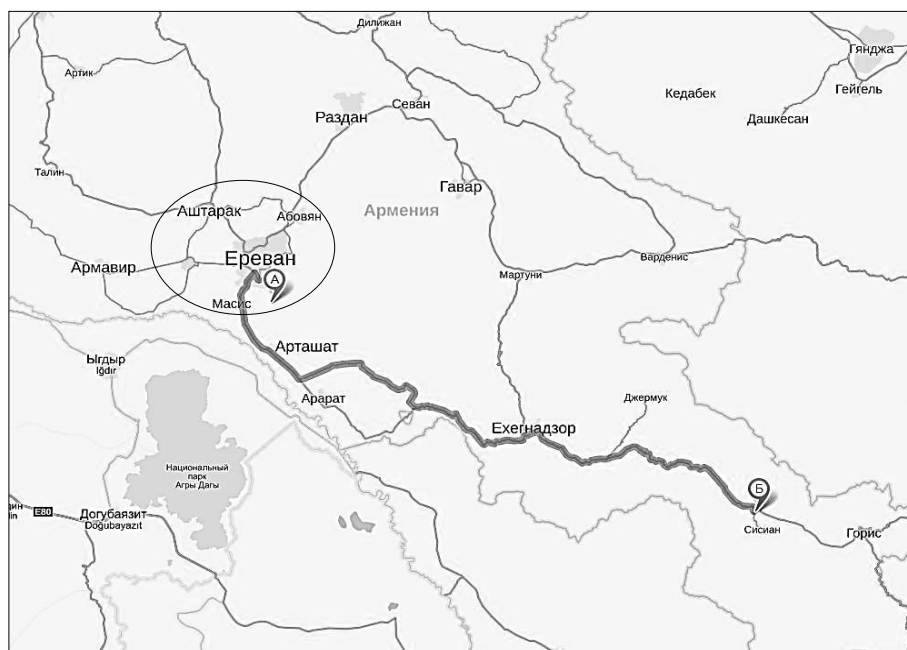 Дилижан
Гянджа
Артик
Гейгель
Кедабек
Севан
Раздан
Дашкесан
Талин
Гавар
Аштарак
Абовян
Армения
Ереван
Варденис
Армавир
Мартуни
А
Масис
Арташат
Ыгдыр
Iğdır
Арарат
Джермук
Ехегнадзор
Национальный
парк
Агры Дагы
Б
E80
Догубаязит
Doğubayazıt
Сисиан
Горис